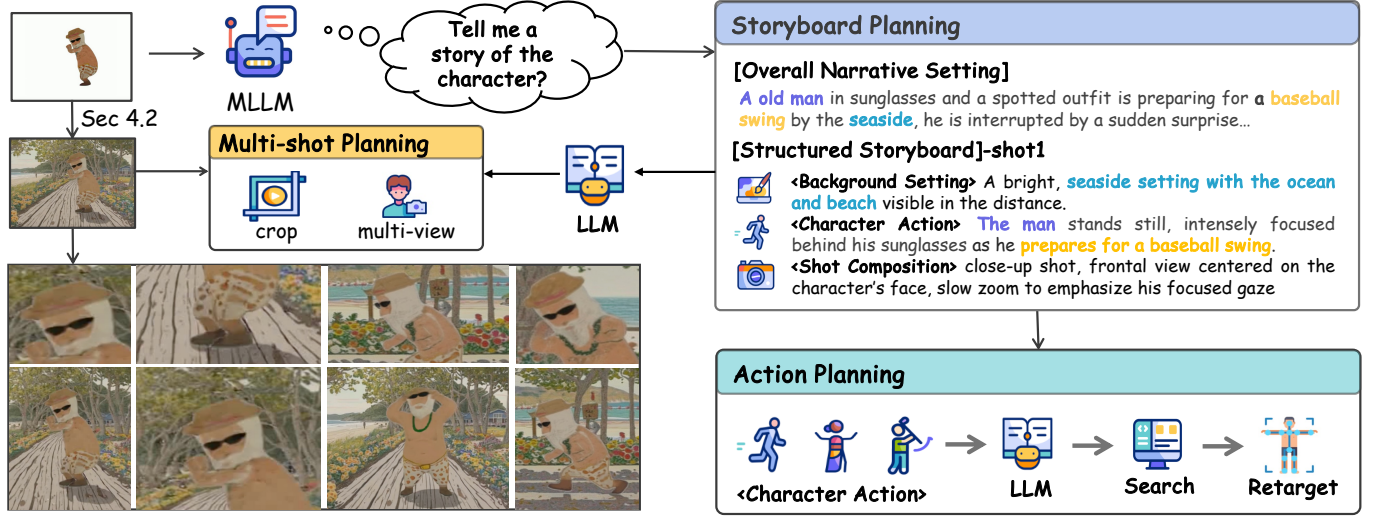 Tell me a
story of the
character?
MLLM
Sec 4.2
Multi-shot Planning
crop
multi-view
LLM
Storyboard Planning
[Overall Narrative Setting]
A old man in sunglasses and a spotted outfit is preparing for a baseball
swing by the seaside, he is interrupted by a sudden surprise...
[Structured Storyboard]-shot1
<Background Setting> A bright, seaside setting with the ocean
and beach visible in the distance.
<Character Action> The man stands still, intensely focused
behind his sunglasses as he prepares for a baseball swing.
<Shot Composition> close-up shot, frontal view centered on the
character's face, slow zoom to emphasize his focused gaze
Action Planning
<Character Action>
LLM
Search
Retarget